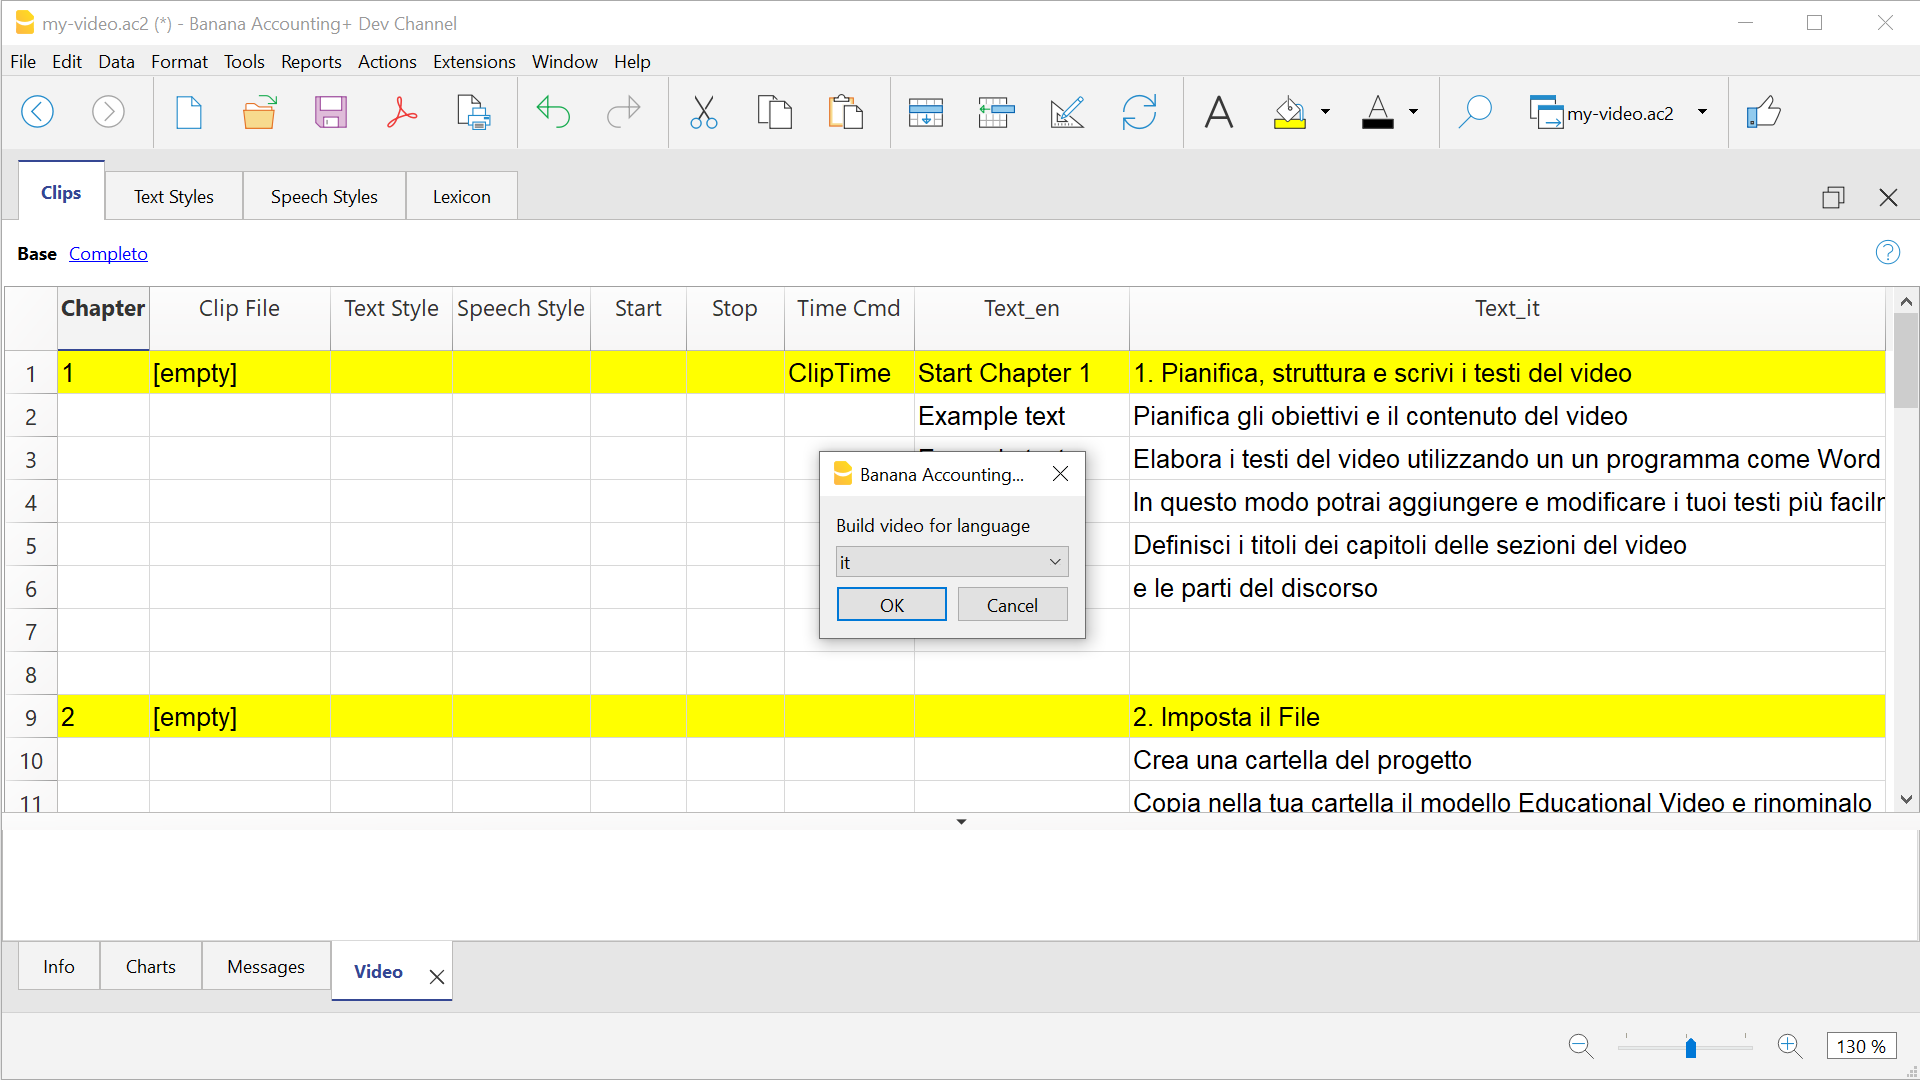 my-video.ac2 (*) - Banana Accounting+ Dev Channel
File Edit Data Format Tools Reports Actions Extensions Window Help
my-video.ac2
Clips Text Styles Speech Styles Lexicon
Base Completo
Chapter Clip File Text Style Speech Style Start Stop Time Cmd Text_en Text_it
1 1 [empty] ClipTime Start Chapter 1 1. Pianifica, struttura e scrivi i testi del video
2 Example text Pianifica gli obiettivi e il contenuto del video
3 Elabora i testi del video utilizzando un un programma come Word
4 In questo modo potrai aggiungere e modificare i tuoi testi più
5 Definisci i titoli dei capitoli delle sezioni del video
6 e le parti del discorso
7
8
9 2 [empty] 2. Imposta il File
10 Crea una cartella del progetto
11 Copia nella tua cartella il modello Educational Video e rinominalo
Banana Accounting...
Build video for language
it
OK Cancel
Info Charts Messages Video
130 %